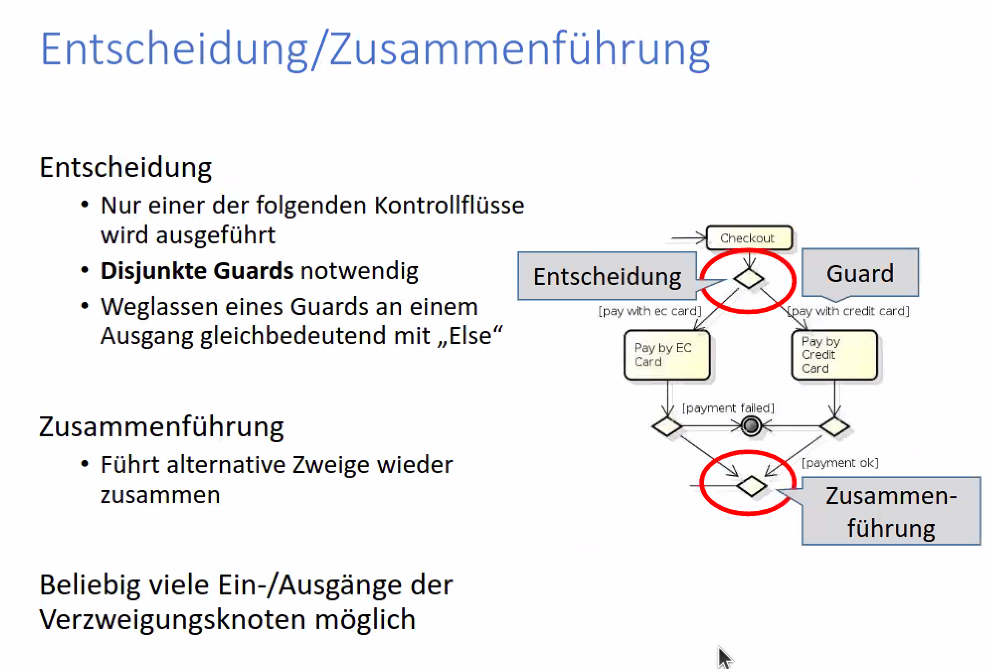 Entscheidung/Zusammenführung
Entscheidung
• Nur einer der folgenden Kontrollflüsse
wird ausgeführt
• Disjunkte Guards notwendig
• Weglassen eines Guards an einem
Ausgang gleichbedeutend mit „Else“
Zusammenführung
• Führt alternative Zweige wieder
zusammen
Beliebig viele Ein-/Ausgänge der
Verzweigungsknoten möglich
Checkout
Entscheidung
Guard
[pay with ec card]
[pay with credit card]
Pay by EC
Card
Pay by
Credit
Card
[payment failed]
[payment ok]
Zusammen-
führung